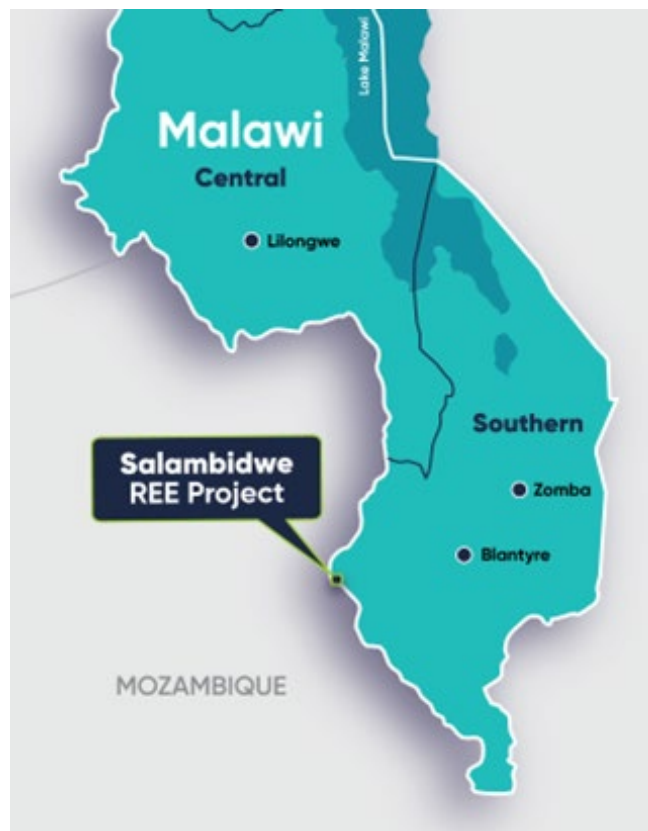 Lake Malawi
Malawi
Central
Lilongwe
Southern
Salambidwe
REE Project
Zomba
Blantyre
MOZAMBIQUE